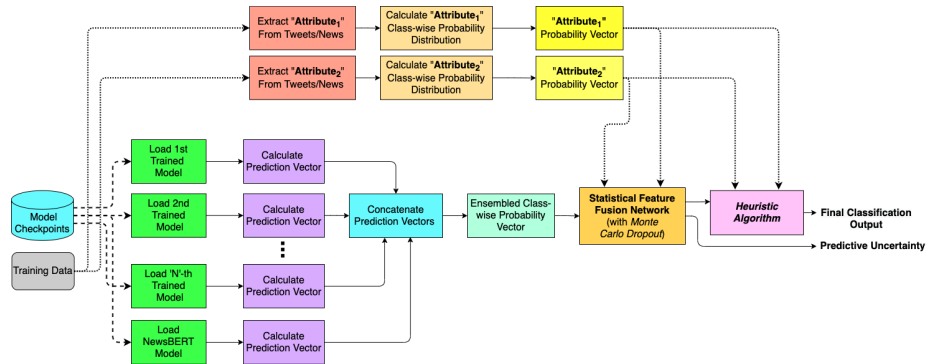 Extract "Attribute1"
From Tweets/News
Calculate "Attribute1"
Class-wise Probability
Distribution
"Attribute1"
Probability Vector
Extract "Attribute2"
From Tweets/News
Calculate "Attribute2"
Class-wise Probability
Distribution
"Attribute2"
Probability Vector
Load 1st
Trained
Model
Calculate
Prediction Vector
Model
Checkpoints
Load 2nd
Trained
Model
Calculate
Prediction Vector
Concatenate
Prediction Vectors
Ensembled Class-
wise Probability
Vector
Statistical Feature
Fusion Network
(with Monte
Carlo Dropout)
Heuristic
Algorithm
Final Classification
Output
Predictive Uncertainty
Training Data
Load 'N'-th
Trained
Model
Calculate
Prediction Vector
Load
NewsBERT
Model
Calculate
Prediction Vector